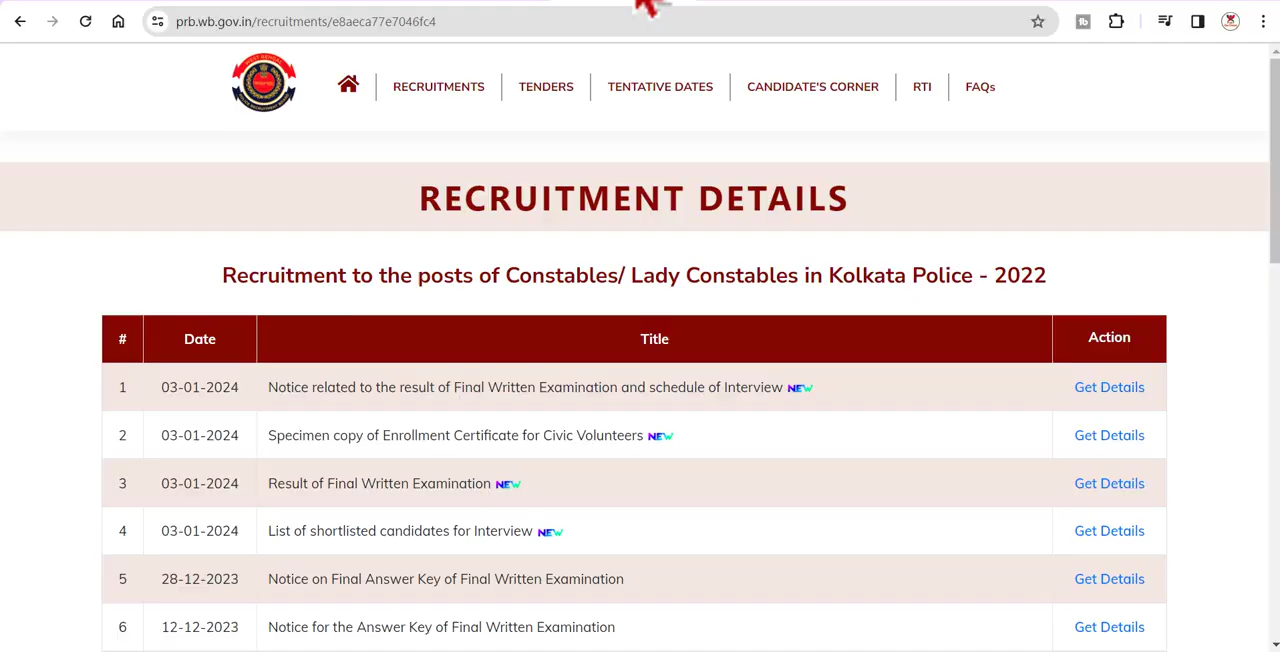 prb.wb.gov.in/recruitments/e8aeca77e7046fc4
RECRUITMENTS
TENDERS
TENTATIVE DATES
CANDIDATE'S CORNER
RTI
FAQs
RECRUITMENT DETAILS
Recruitment to the posts of Constables/ Lady Constables in Kolkata Police - 2022
# Date Title Action
1 03-01-2024 Notice related to the result of Final Written Examination and schedule of Interview NEW Get Details
2 03-01-2024 Specimen copy of Enrollment Certificate for Civic Volunteers NEW Get Details
3 03-01-2024 Result of Final Written Examination NEW Get Details
4 03-01-2024 List of shortlisted candidates for Interview NEW Get Details
5 28-12-2023 Notice on Final Answer Key of Final Written Examination Get Details
6 12-12-2023 Notice for the Answer Key of Final Written Examination Get Details